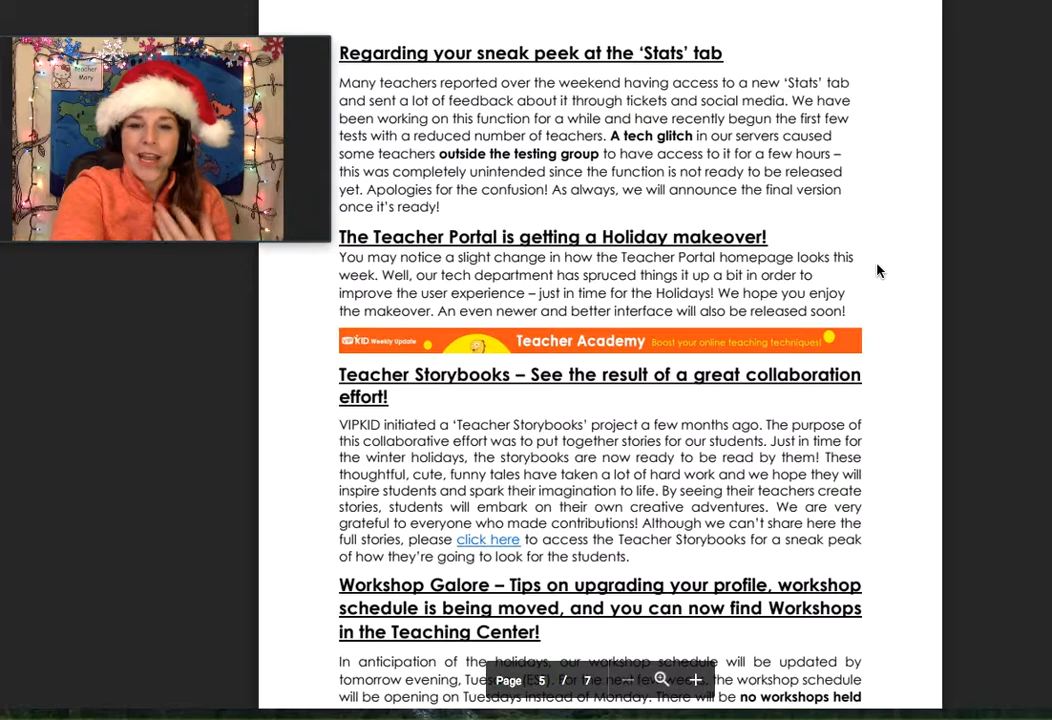 Teacher
Mary
Regarding your sneak peek at the ‘Stats’ tab
Many teachers reported over the weekend having access to a new ‘Stats’ tab
and sent a lot of feedback about it through tickets and social media. We have
been working on this function for a while and have recently begun the first few
tests with a reduced number of teachers. A tech glitch in our servers caused
some teachers outside the testing group to have access to it for a few hours –
this was completely unintended since the function is not ready to be released
yet. Apologies for the confusion! As always, we will announce the final version
once it’s ready!
The Teacher Portal is getting a Holiday makeover!
You may notice a slight change in how the Teacher Portal homepage looks this
week. Well, our tech department has spruced things it up a bit in order to
improve the user experience – just in time for the Holidays! We hope you enjoy
the makeover. An even newer and better interface will also be released soon!
VIPKID Weekly Update Teacher Academy Boost your online teaching techniques!
Teacher Storybooks – See the result of a great collaboration
effort!
VIPKID initiated a ‘Teacher Storybooks’ project a few months ago. The purpose of
this collaborative effort was to put together stories for our students. Just in time for
the winter holidays, the storybooks are now ready to be read by them! These
thoughtful, cute, funny tales have taken a lot of hard work and we hope they will
inspire students and spark their imagination to life. By seeing their teachers create
stories, students will embark on their own creative adventures. We are very
grateful to everyone who made contributions! Although we can’t share here the
full stories, please click here to access the Teacher Storybooks for a sneak peak
of how they’re going to look for the students.
Workshop Galore – Tips on upgrading your profile, workshop
schedule is being moved, and you can now find Workshops
in the Teaching Center!
In anticipation of the holidays, our workshop schedule will be updated by
tomorrow evening, Tuesday (EST). For the next few weeks, the workshop schedule
will be opening on Tuesdays instead of Monday. There will be no workshops held
Page 5 / 7